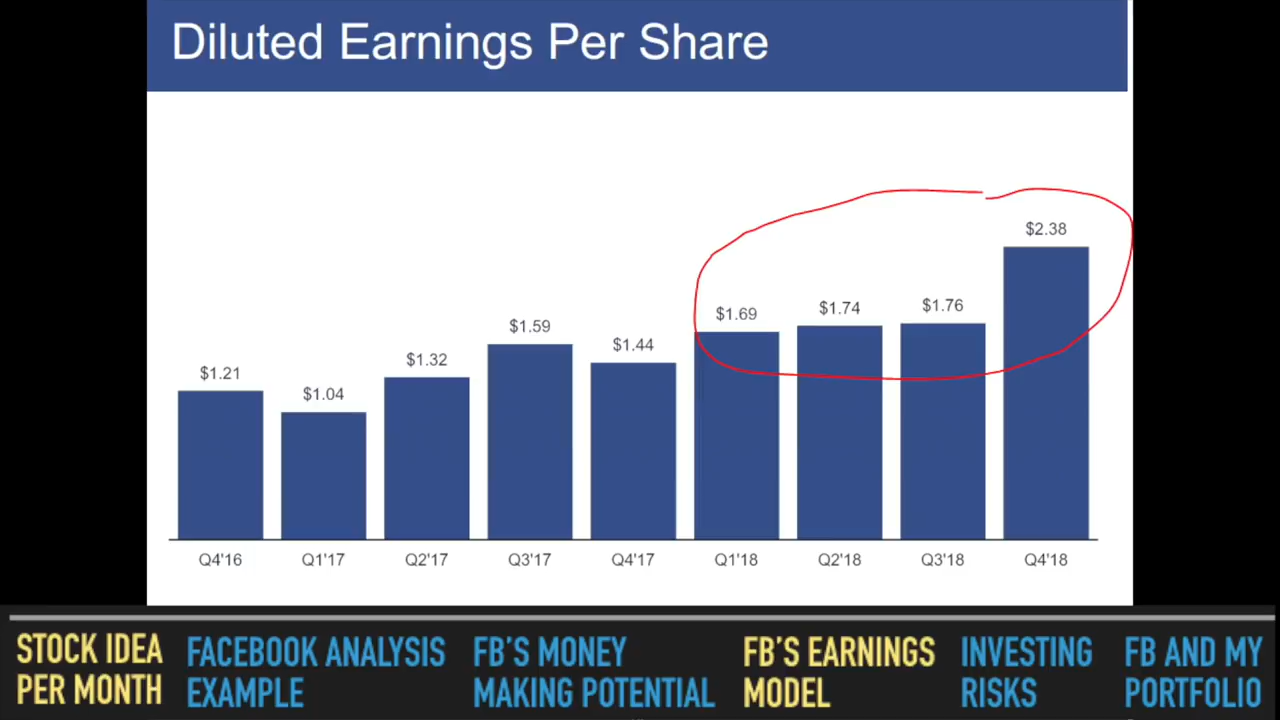 Diluted Earnings Per Share
$2.38
$1.69 $1.74 $1.76
$1.59
$1.44
$1.32
$1.21
$1.04
Q4'16 Q1'17 Q2'17 Q3'17 Q4'17 Q1'18 Q2'18 Q3'18 Q4'18
STOCK IDEA
PER MONTH
FACEBOOK ANALYSIS
EXAMPLE
FB'S MONEY
MAKING POTENTIAL
FB'S EARNINGS
MODEL
INVESTING
RISKS
FB AND MY
PORTFOLIO